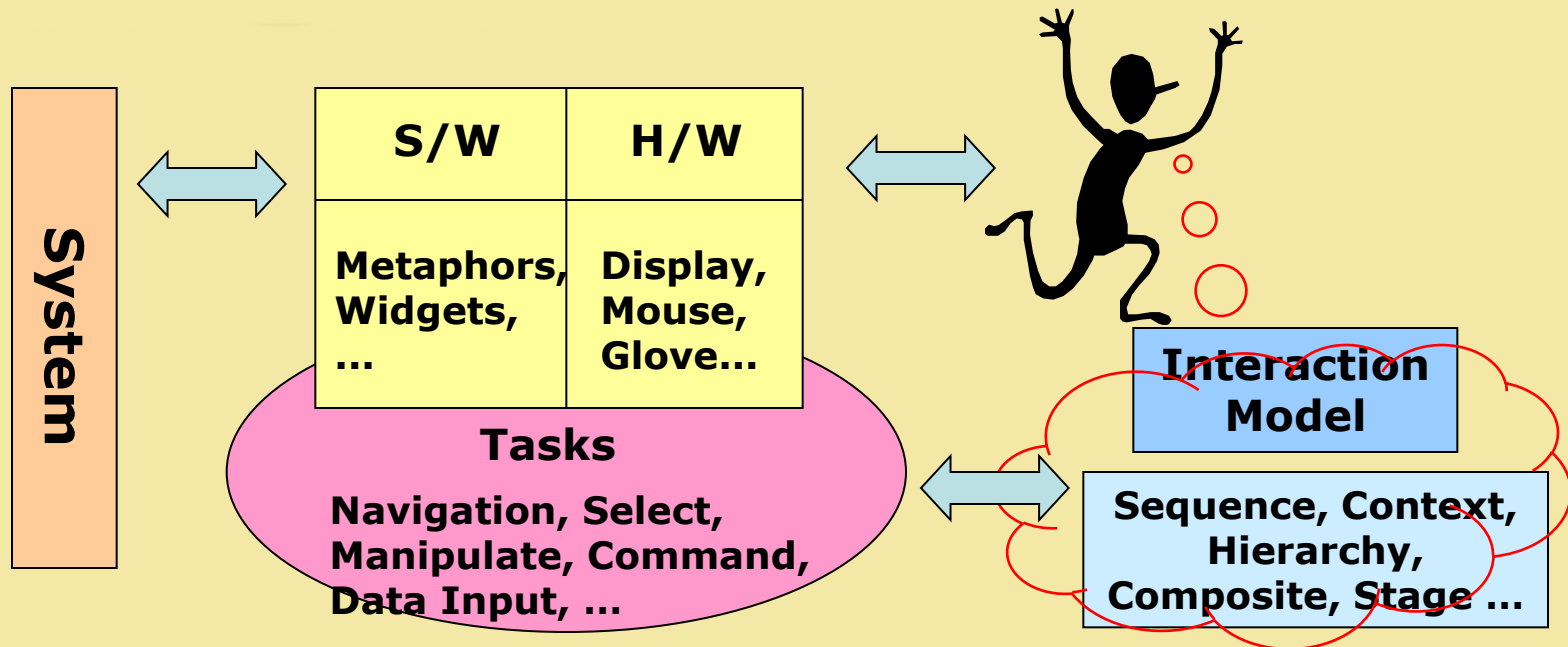 System
S/W
H/W
Metaphors,
Widgets,
...
Display,
Mouse,
Glove...
Tasks
Navigation, Select,
Manipulate, Command,
Data Input, ...
Interaction
Model
Sequence, Context,
Hierarchy,
Composite, Stage ...